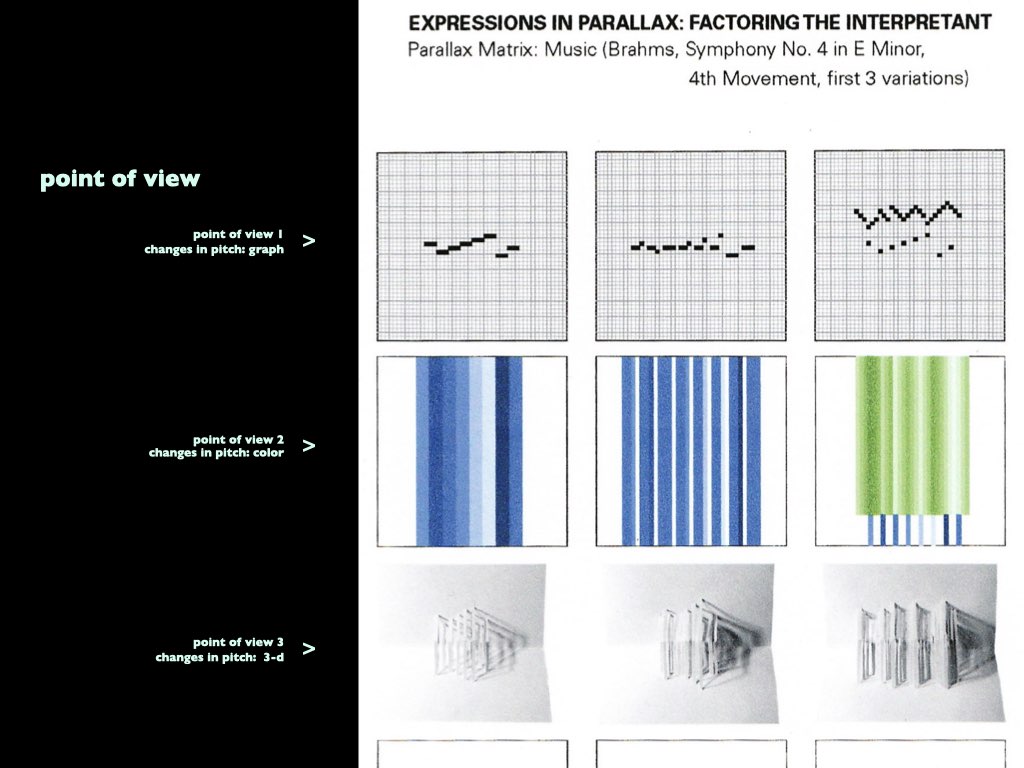 EXPRESSIONS IN PARALLAX: FACTORING THE INTERPRETANT
Parallax Matrix: Music (Brahms, Symphony No. 4 in E Minor,
4th Movement, first 3 variations)
point of view
point of view 1
changes in pitch: graph >
point of view 2
changes in pitch: color >
point of view 3
changes in pitch: 3-d >